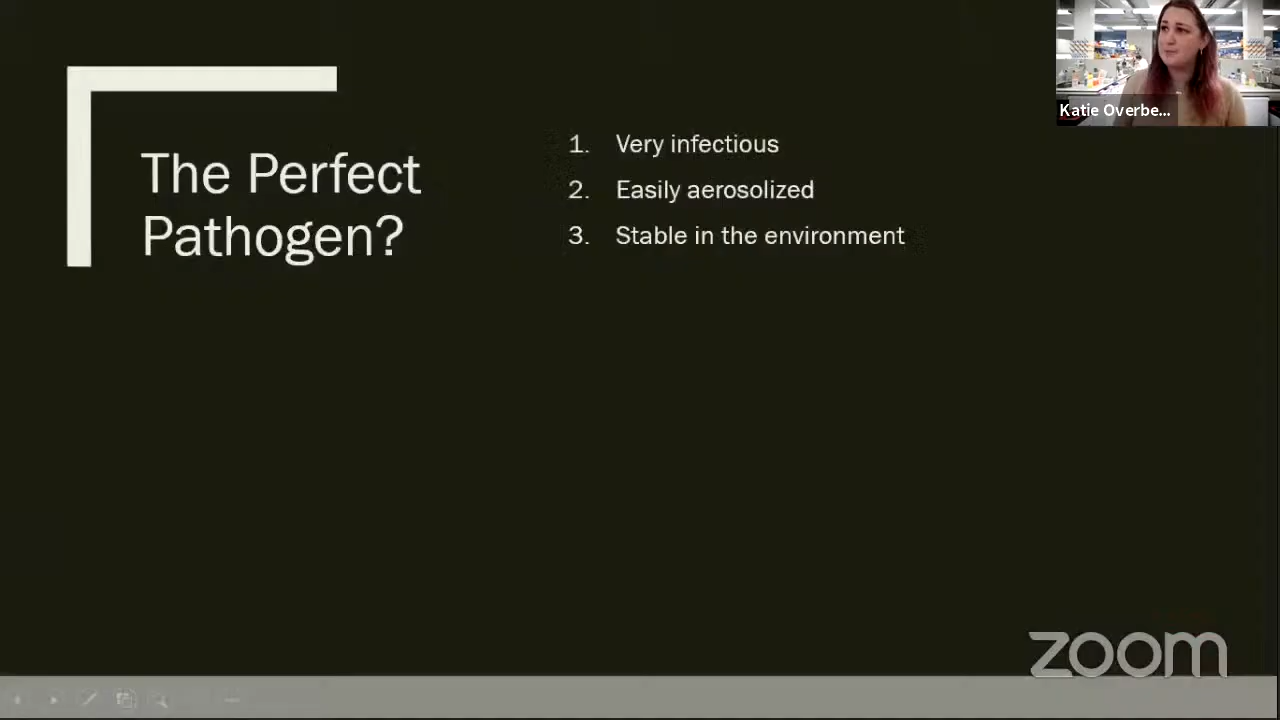 The Perfect
Pathogen?
1. Very infectious
2. Easily aerosolized
3. Stable in the environment
Katie Overbe...
zoom